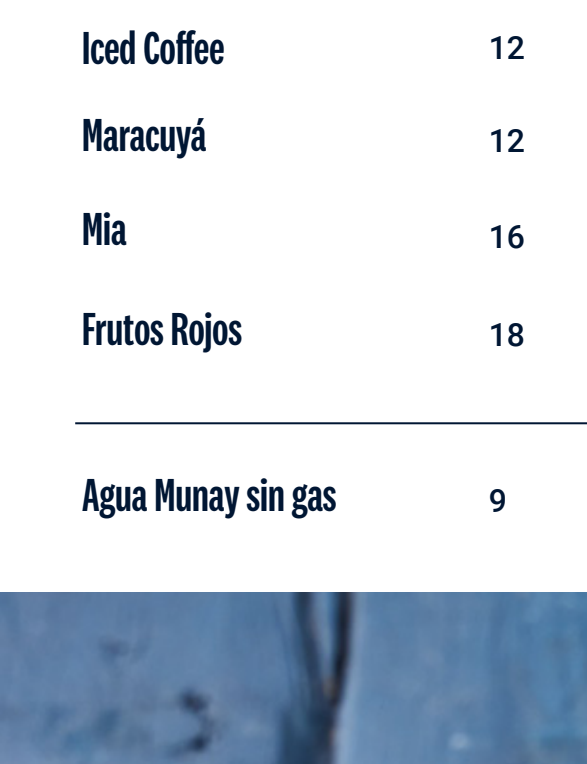 Iced Coffee 12
Maracuyá 12
Mia 16
Frutos Rojos 18
Agua Munay sin gas 9